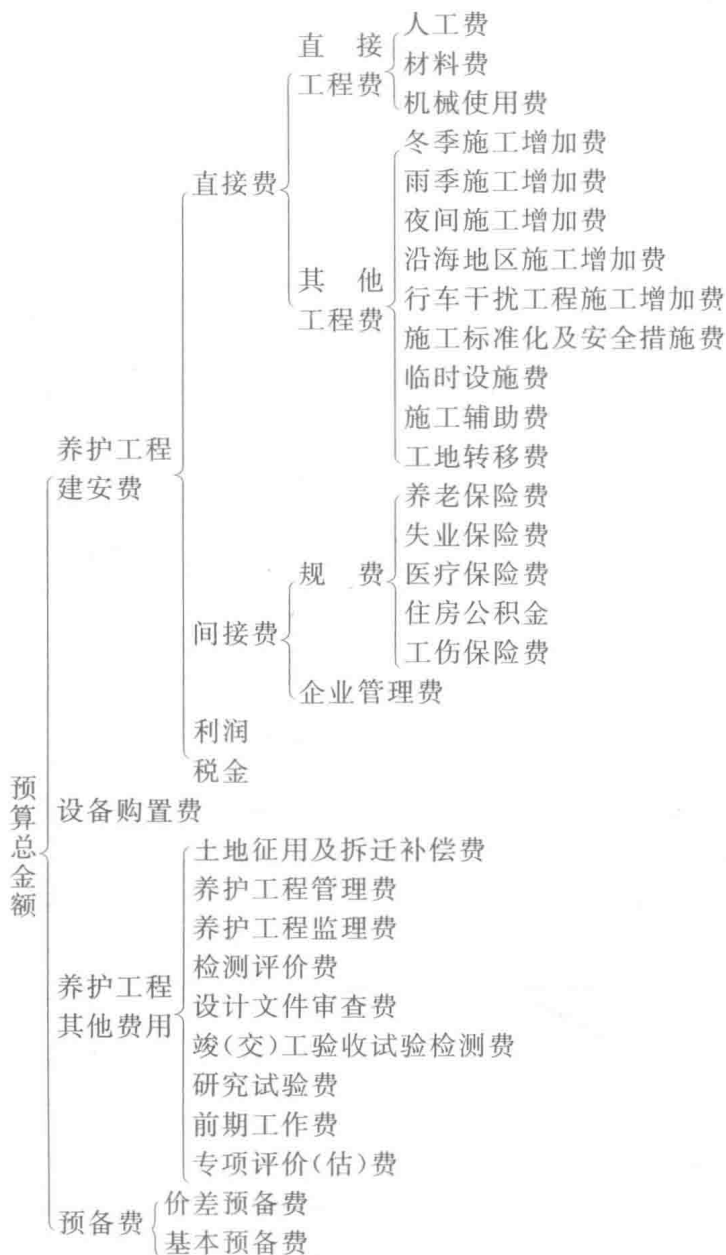 人工费
直 接
工程费
材料费
机械使用费
直接费
冬季施工增加费
雨季施工增加费
夜间施工增加费
沿海地区施工增加费
其 他
工程费
行车干扰工程施工增加费
施工标准化及安全措施费
临时设施费
施工辅助费
工地转移费
养护工程
建安费
养老保险费
失业保险费
规 费
医疗保险费
住房公积金
工伤保险费
间接费
企业管理费
利润
税金
预算总金额
设备购置费
土地征用及拆迁补偿费
养护工程管理费
养护工程监理费
检测评价费
养护工程
其他费用
设计文件审查费
竣(交)工验收试验检测费
研究试验费
前期工作费
专项评价(估)费
预备费
价差预备费
基本预备费